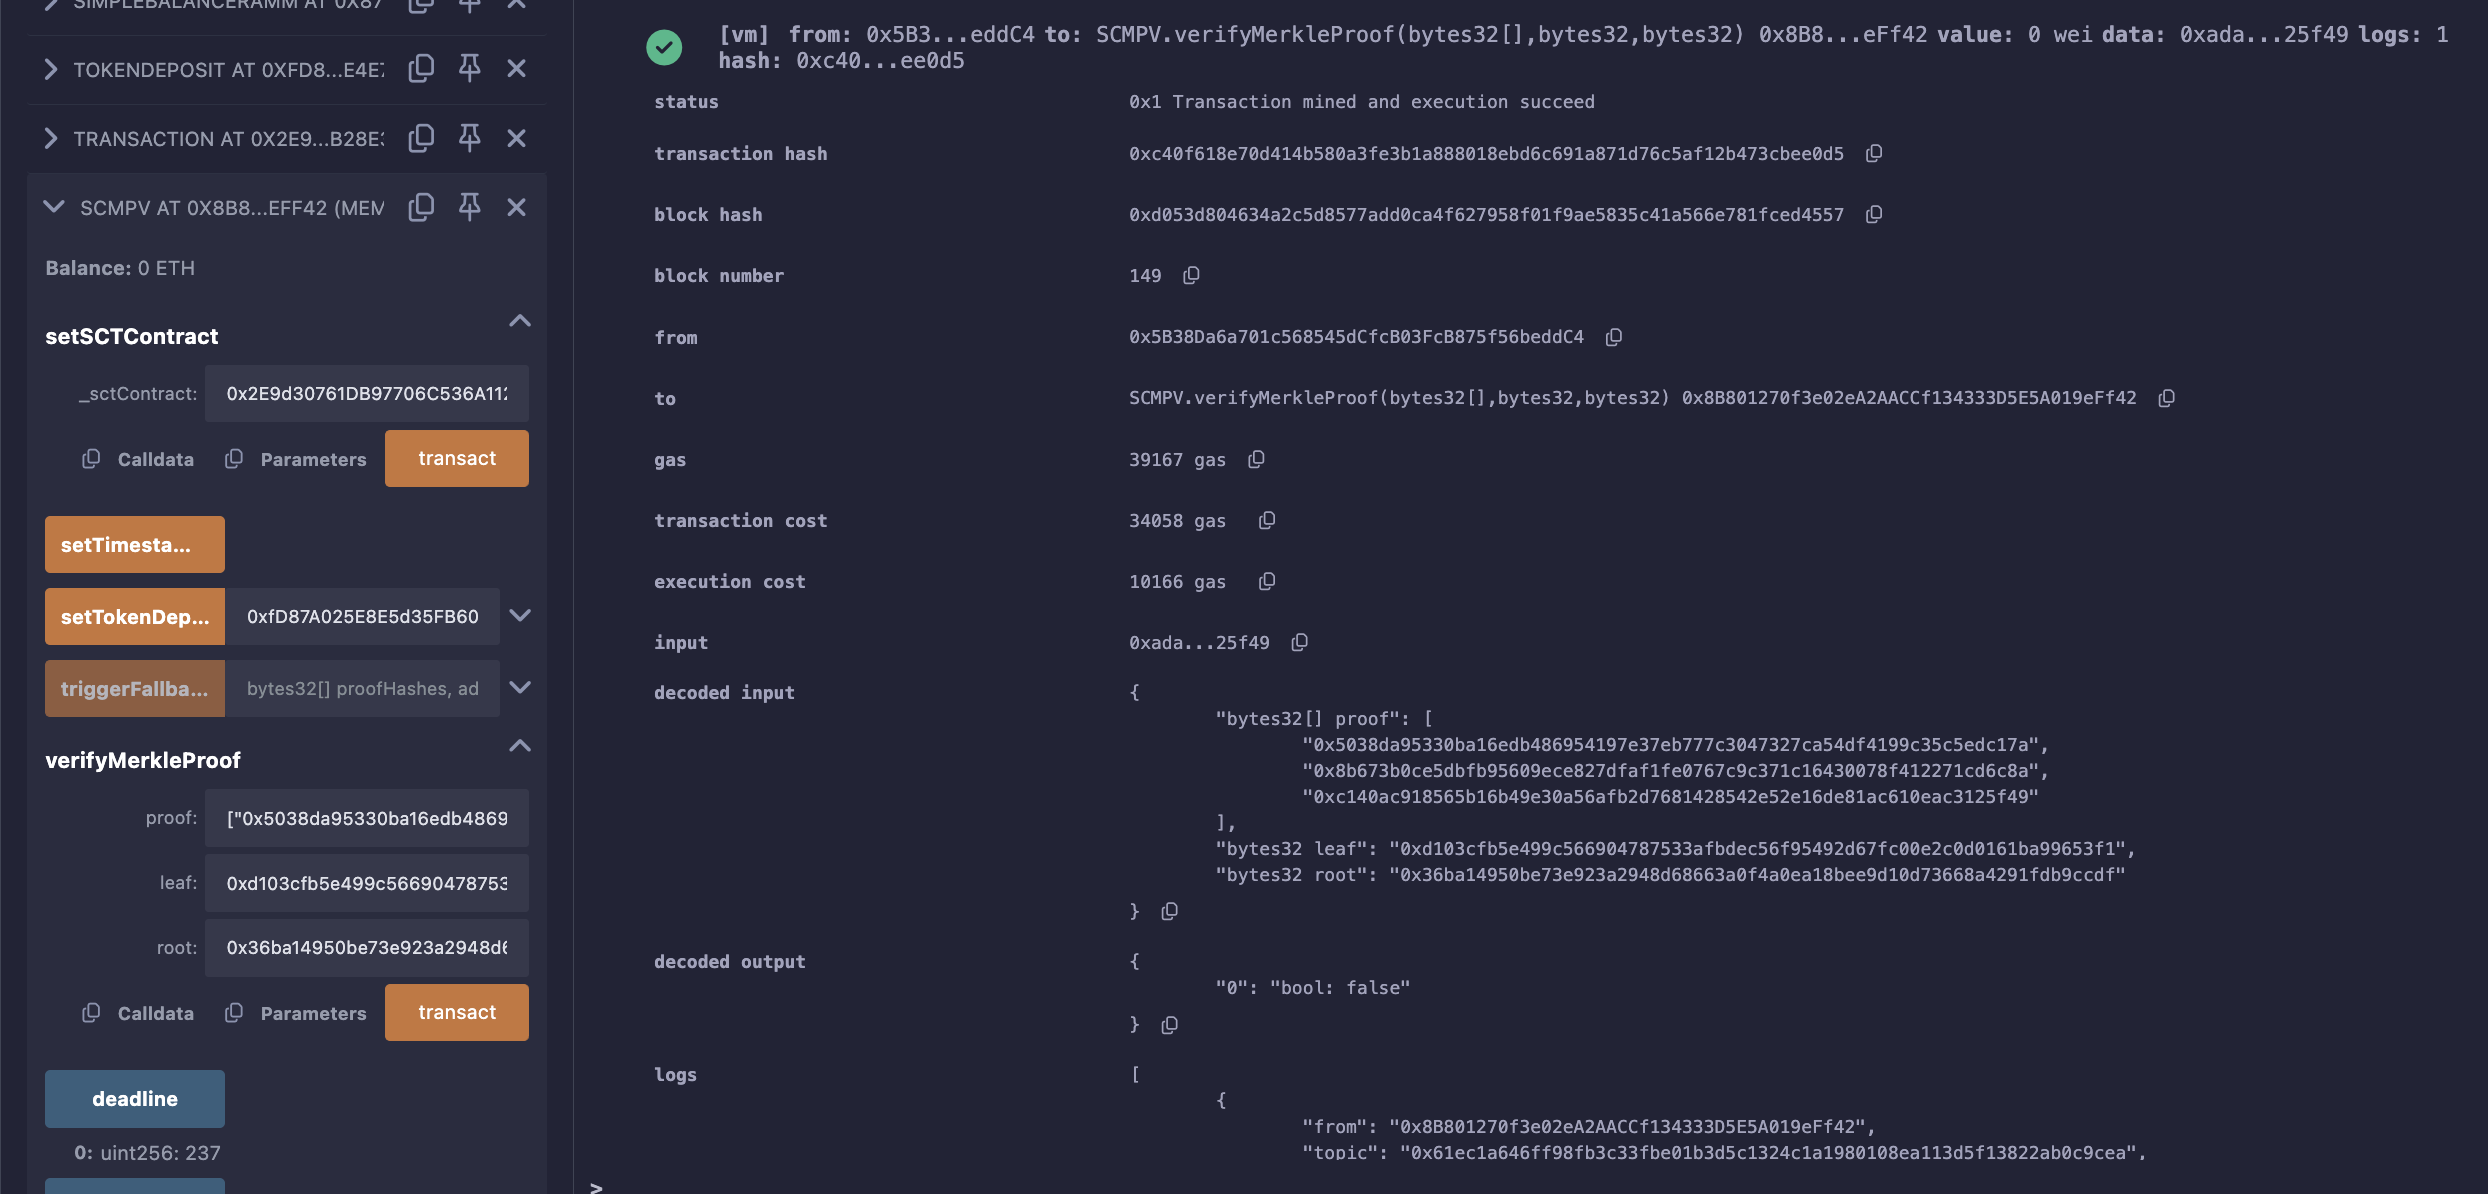 SIMPLEBALANCERAMM AT 0X87
TOKENDEPOSIT AT 0XFD8...E4E7
TRANSACTION AT 0X2E9...B28E3
SCMPV AT 0X8B8...EFF42 (MEM
Balance: 0 ETH
setSCTContract
_sctContract: 0x2E9d30761DB97706C536A112
Calldata Parameters transact
setTimesta...
setTokenDep... 0xfD87A025E8E5d35FB60
triggerFallba... bytes32[] proofHashes, ad
verifyMerkleProof
proof: ["0x5038da95330ba16edb4869
leaf: 0xd103cfb5e499c56690478753
root: 0x36ba14950be73e923a2948d6
Calldata Parameters transact
deadline
0: uint256: 237
[vm] from: 0x5B3...eddC4 to: SCMPV.verifyMerkleProof(bytes32[],bytes32,bytes32) 0x8B8...eFf42 value: 0 wei data: 0xada...25f49 logs: 1
hash: 0xc40...ee0d5
status 0x1 Transaction mined and execution succeed
transaction hash 0xc40f618e70d414b580a3fe3b1a888018ebd6c691a871d76c5af12b473cbee0d5
block hash 0xd053d804634a2c5d8577add0ca4f627958f01f9ae5835c41a566e781fced4557
block number 149
from 0x5B38Da6a701c568545dCfcB03FcB875f56beddC4
to SCMPV.verifyMerkleProof(bytes32[],bytes32,bytes32) 0x8B801270f3e02eA2AACCf134333D5E5A019eFf42
gas 39167 gas
transaction cost 34058 gas
execution cost 10166 gas
input 0xada...25f49
decoded input {
"bytes32[] proof": [
"0x5038da95330ba16edb486954197e37eb777c3047327ca54df4199c35c5edc17a",
"0x8b673b0ce5dbfb95609ece827dfaf1fe0767c9c371c16430078f412271cd6c8a",
"0xc140ac918565b16b49e30a56afb2d7681428542e52e16de81ac610eac3125f49"
],
"bytes32 leaf": "0xd103cfb5e499c566904787533afbdec56f95492d67fc00e2c0d0161ba99653f1",
"bytes32 root": "0x36ba14950be73e923a2948d68663a0f4a0ea18bee9d10d73668a4291fdb9ccdf"
}
decoded output {
"0": "bool: false"
}
logs [
{
"from": "0x8B801270f3e02eA2AACCf134333D5E5A019eFf42",
"topic": "0x61ec1a646ff98fb3c33fbe01b3d5c1324c1a1980108ea113d5f13822ab0c9cea",
>